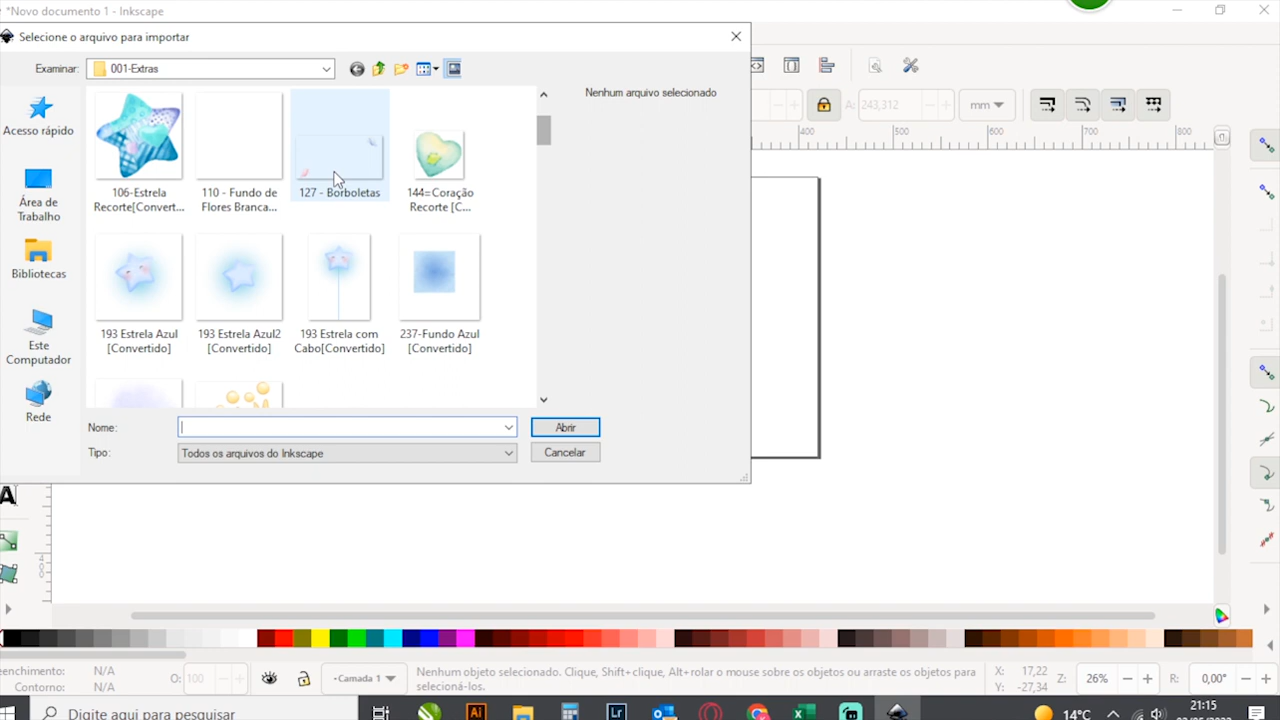 *Novo documento 1 - Inkscape
Selecione o arquivo para importar
Examinar:
001-Extras
Nenhum arquivo selecionado
A:
243,312
mm
400
500
600
700
800
Acesso rápido
Área de
Trabalho
Bibliotecas
Este
Computador
Rede
106-Estrela
Recorte[Convert...
110 - Fundo de
Flores Branca...
127 - Borboletas
144=Coração
Recorte [C...
193 Estrela Azul
[Convertido]
193 Estrela Azul2
[Convertido]
193 Estrela com
Cabo[Convertido]
237-Fundo Azul
[Convertido]
Nome:
Abrir
Tipo:
Todos os arquivos do Inkscape
Cancelar
A
400
enchimento:
N/A
Contorno:
N/A
O:
100
Camada 1
Nenhum objeto selecionado. Clique, Shift+clique, Alt+rolar o mouse sobre os objetos ou arraste os objetos para
selecioná-los.
X:
17,22
Y:
-27,34
Z:
26%
R:
0,00°
Digite aqui para pesquisar
Ai
Lr
14°C
21:15